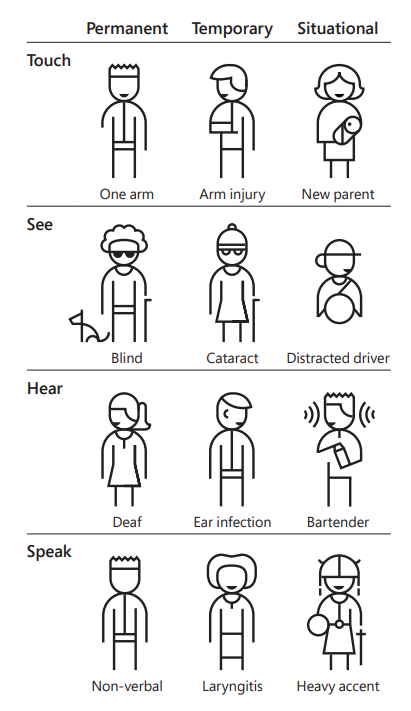 Permanent Temporary Situational
Touch
One arm Arm injury New parent
See
Blind Cataract Distracted driver
Hear
Deaf Ear infection Bartender
Speak
Non-verbal Laryngitis Heavy accent